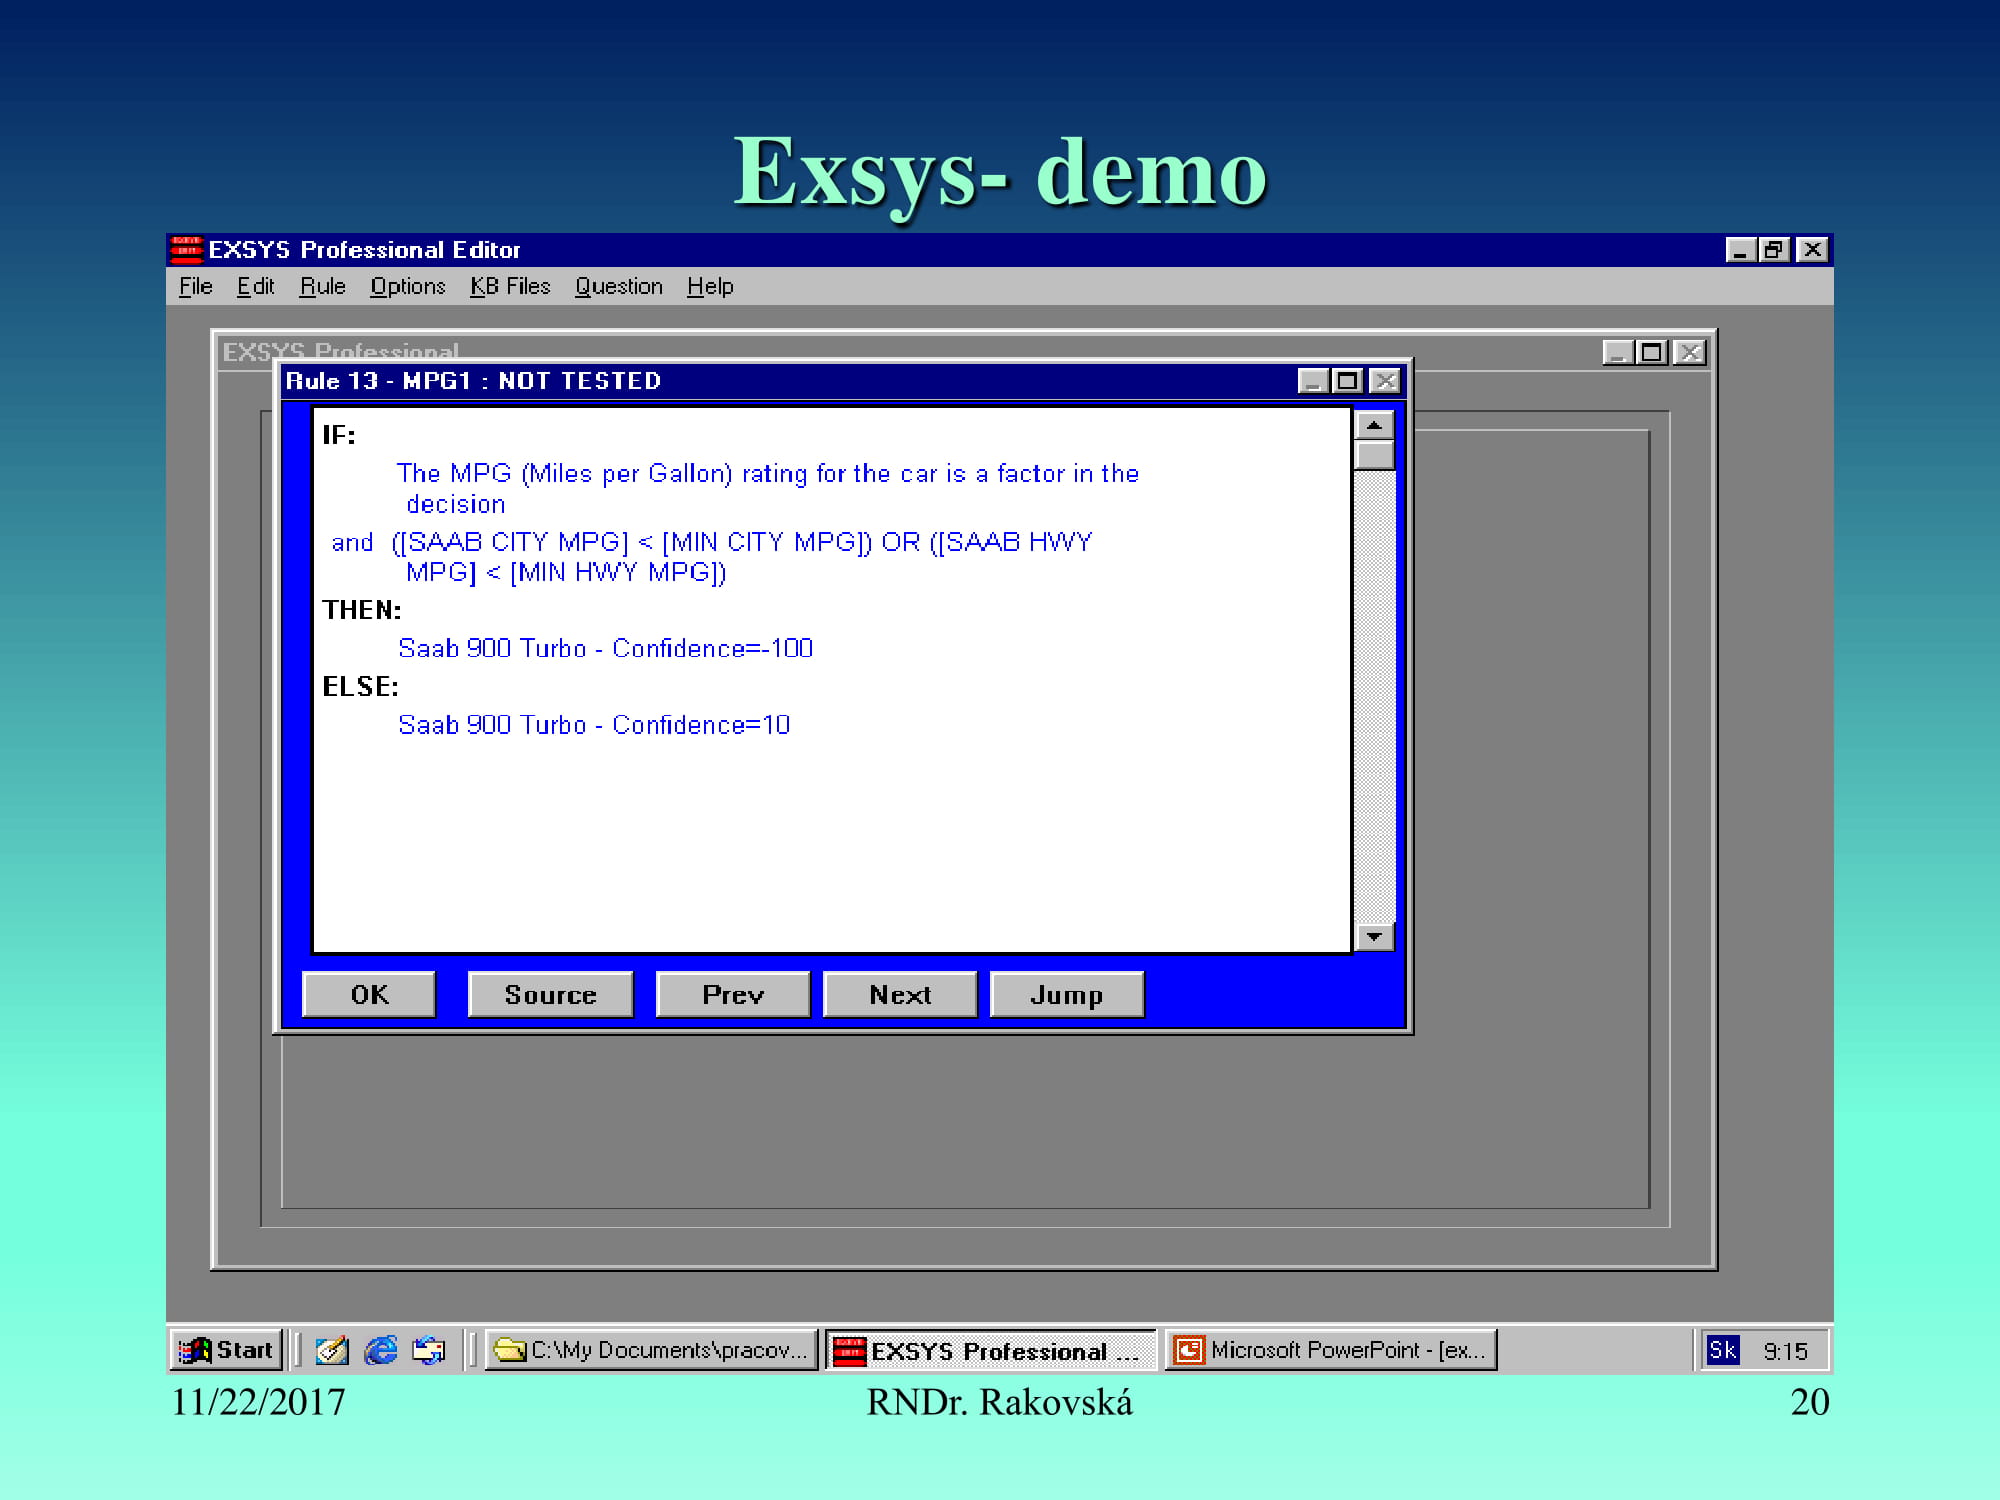 Exsys- demo
EXSYS Professional Editor
File Edit Rule Options KB Files Question Help
EXSYS Professional
Rule 13 - MPG1 : NOT TESTED
IF:
The MPG (Miles per Gallon) rating for the car is a factor in the
decision
and ([SAAB CITY MPG] < [MIN CITY MPG]) OR ([SAAB HWY
MPG] < [MIN HWY MPG])
THEN:
Saab 900 Turbo - Confidence=-100
ELSE:
Saab 900 Turbo - Confidence=10
OK Source Prev Next Jump
Start C:\My Documents\pracov... EXSYS Professional ... Microsoft PowerPoint - [ex... Sk 9:15
11/22/2017 RNDr. Rakovská 20